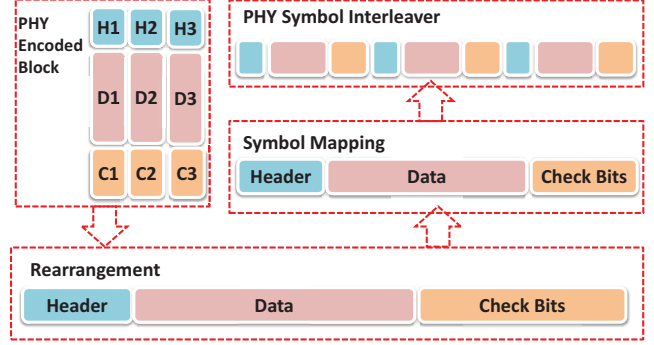 PHY
Encoded
Block
H1 H2 H3
D1 D2 D3
C1 C2 C3
PHY Symbol Interleaver
Symbol Mapping
Header Data Check Bits
Rearrangement
Header Data Check Bits